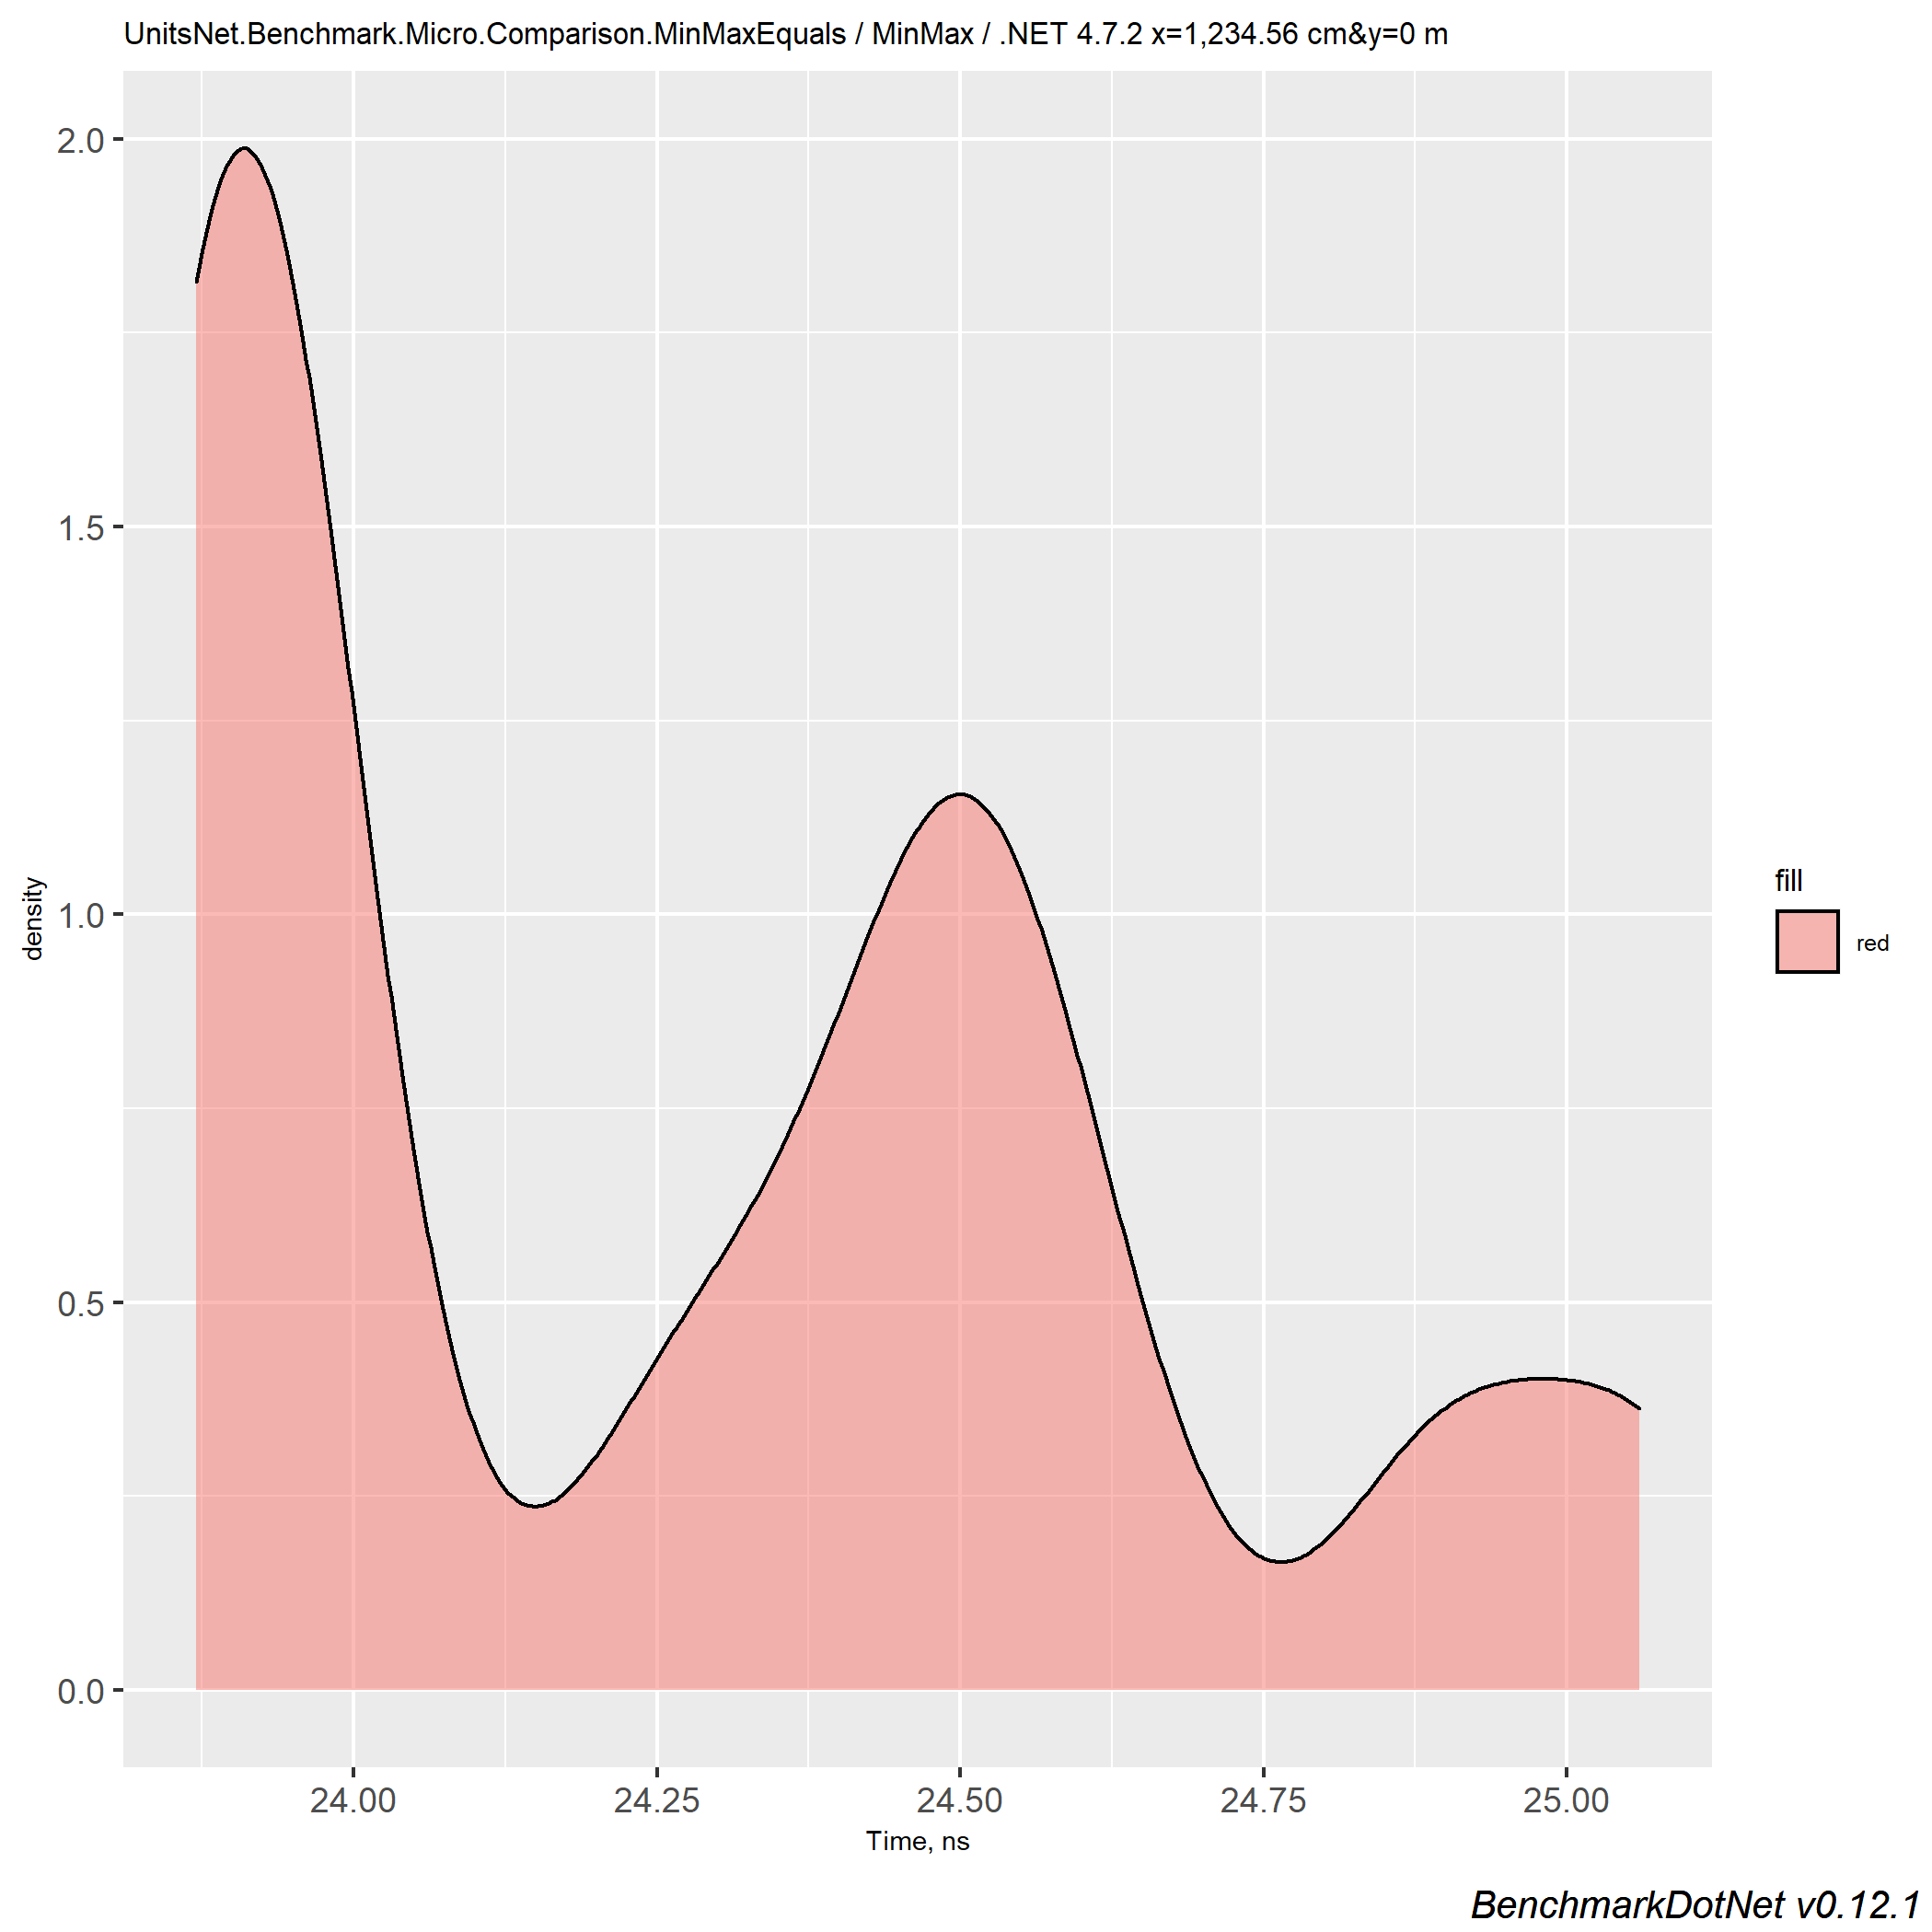 UnitsNet.Benchmark.Micro.Comparison.MinMaxEquals / MinMax / .NET 4.7.2 x=1,234.56 cm&y=0 m
2.0
1.5
1.0
0.5
0.0
density
24.00 24.25 24.50 24.75 25.00
Time, ns
fill
red
BenchmarkDotNet v0.12.1